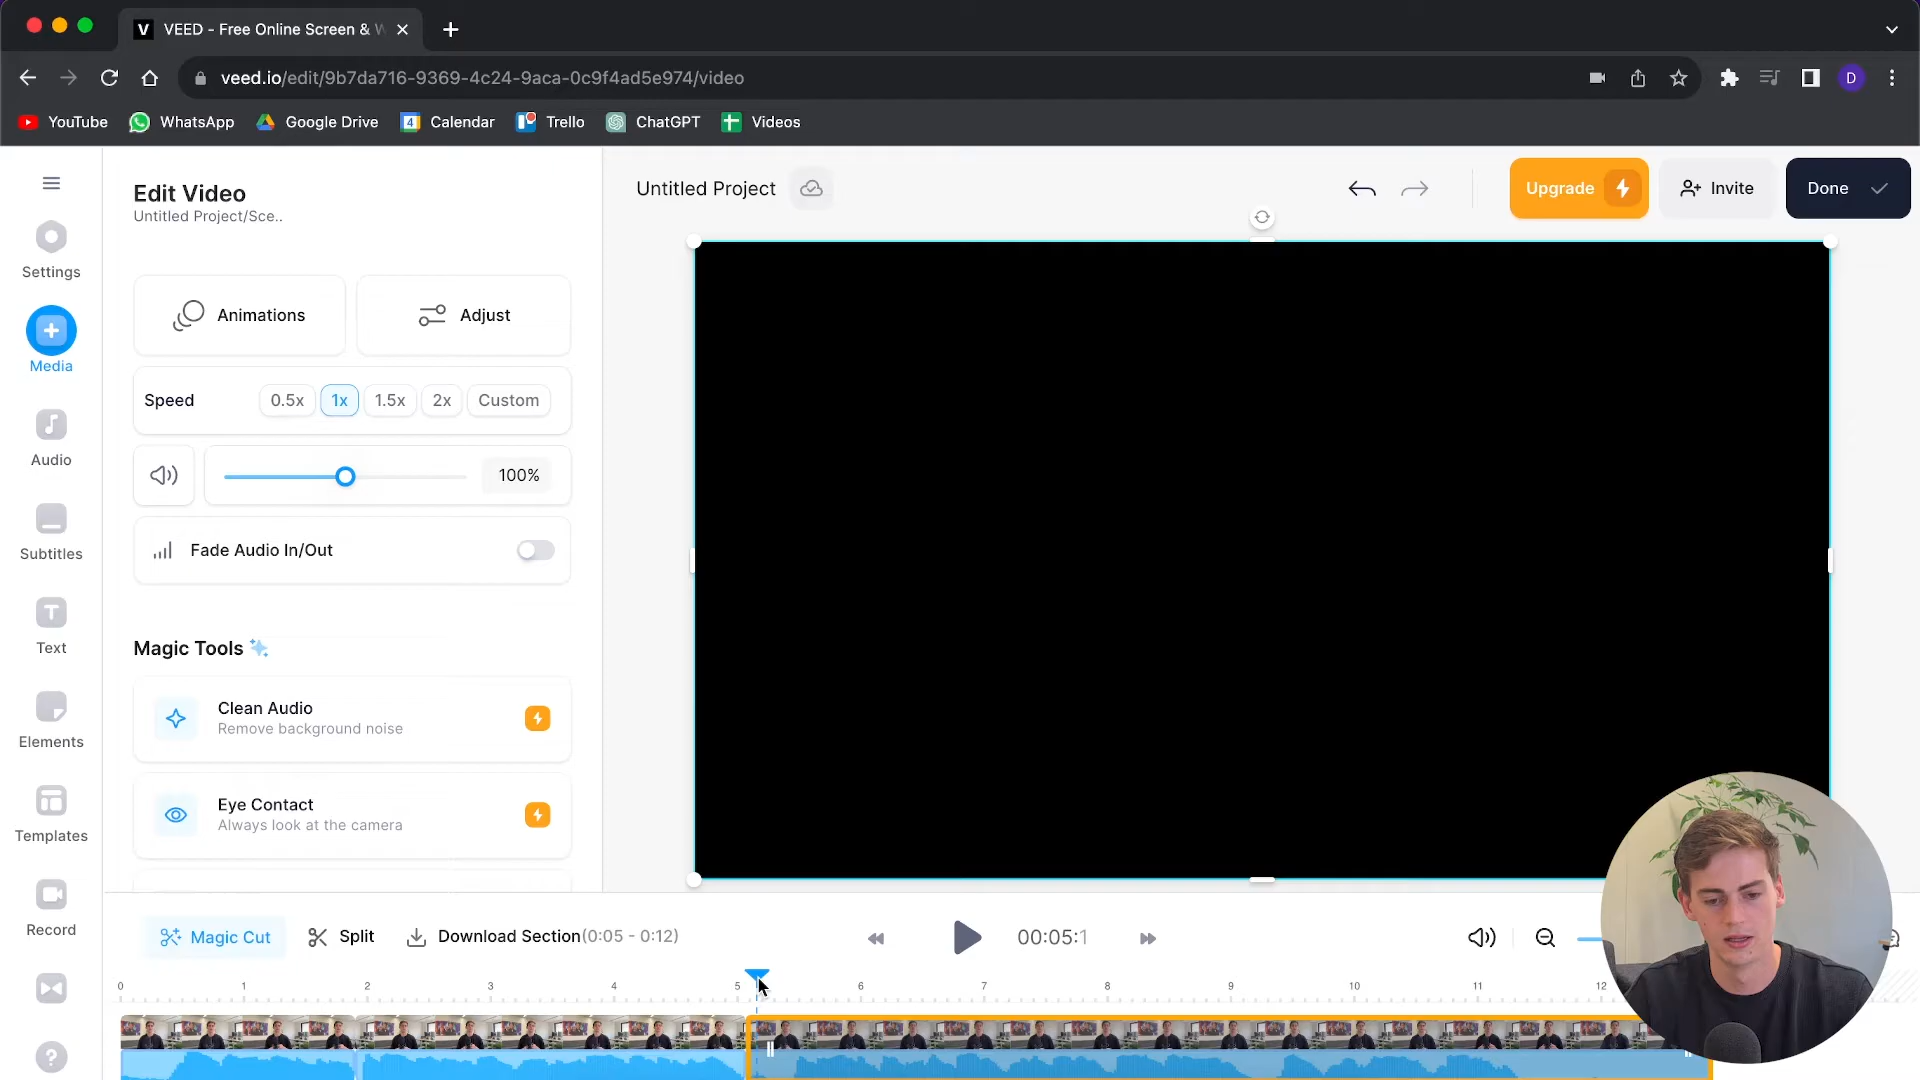 VEED - Free Online Screen & W
veed.io/edit/9b7da716-9369-4c24-9aca-0c9f4ad5e974/video
D
YouTube
WhatsApp
Google Drive
4
Calendar
Trello
ChatGPT
Videos
Edit Video
Untitled Project/Sce..
Untitled Project
Upgrade
Invite
Done
Settings
Media
Audio
Subtitles
Text
Elements
Templates
Record
Animations
Adjust
Speed
0.5x
1x
1.5x
2x
Custom
100%
Fade Audio In/Out
Magic Tools
Clean Audio
Remove background noise
Eye Contact
Always look at the camera
Magic Cut
Split
Download Section(0:05 - 0:12)
00:05:1
0 1 2 3 4 5 6 7 8 9 10 11 12